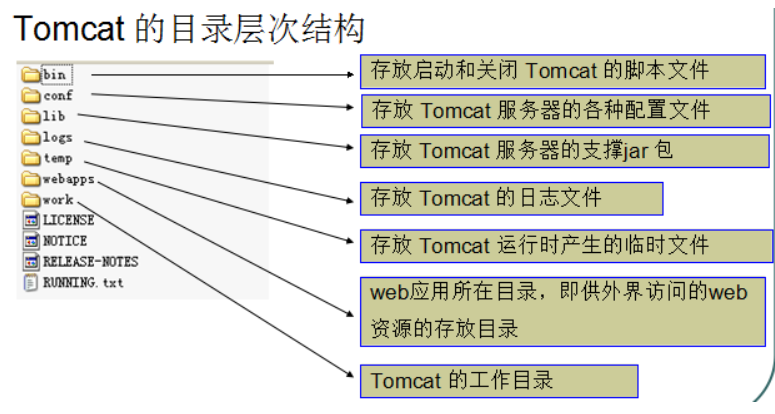 Tomcat 的目录层次结构
bin
存放启动和关闭 Tomcat 的脚本文件
conf
存放 Tomcat 服务器的各种配置文件
lib
存放 Tomcat 服务器的支撑jar 包
logs
存放 Tomcat 的日志文件
temp
存放 Tomcat 运行时产生的临时文件
webapps
web应用所在目录，即供外界访问的web
资源的存放目录
work
Tomcat 的工作目录
LICENSE
NOTICE
RELEASE-NOTES
RUNNING.txt